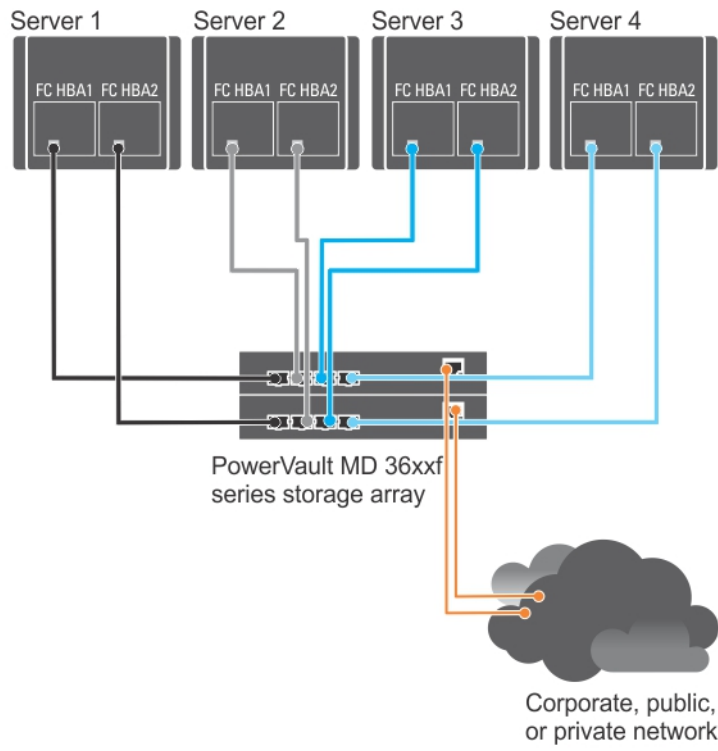 Server 1 Server 2 Server 3 Server 4
FC HBA1 FC HBA2 FC HBA1 FC HBA2 FC HBA1 FC HBA2 FC HBA1 FC HBA2
PowerVault MD 36xxf
series storage array
Corporate, public,
or private network